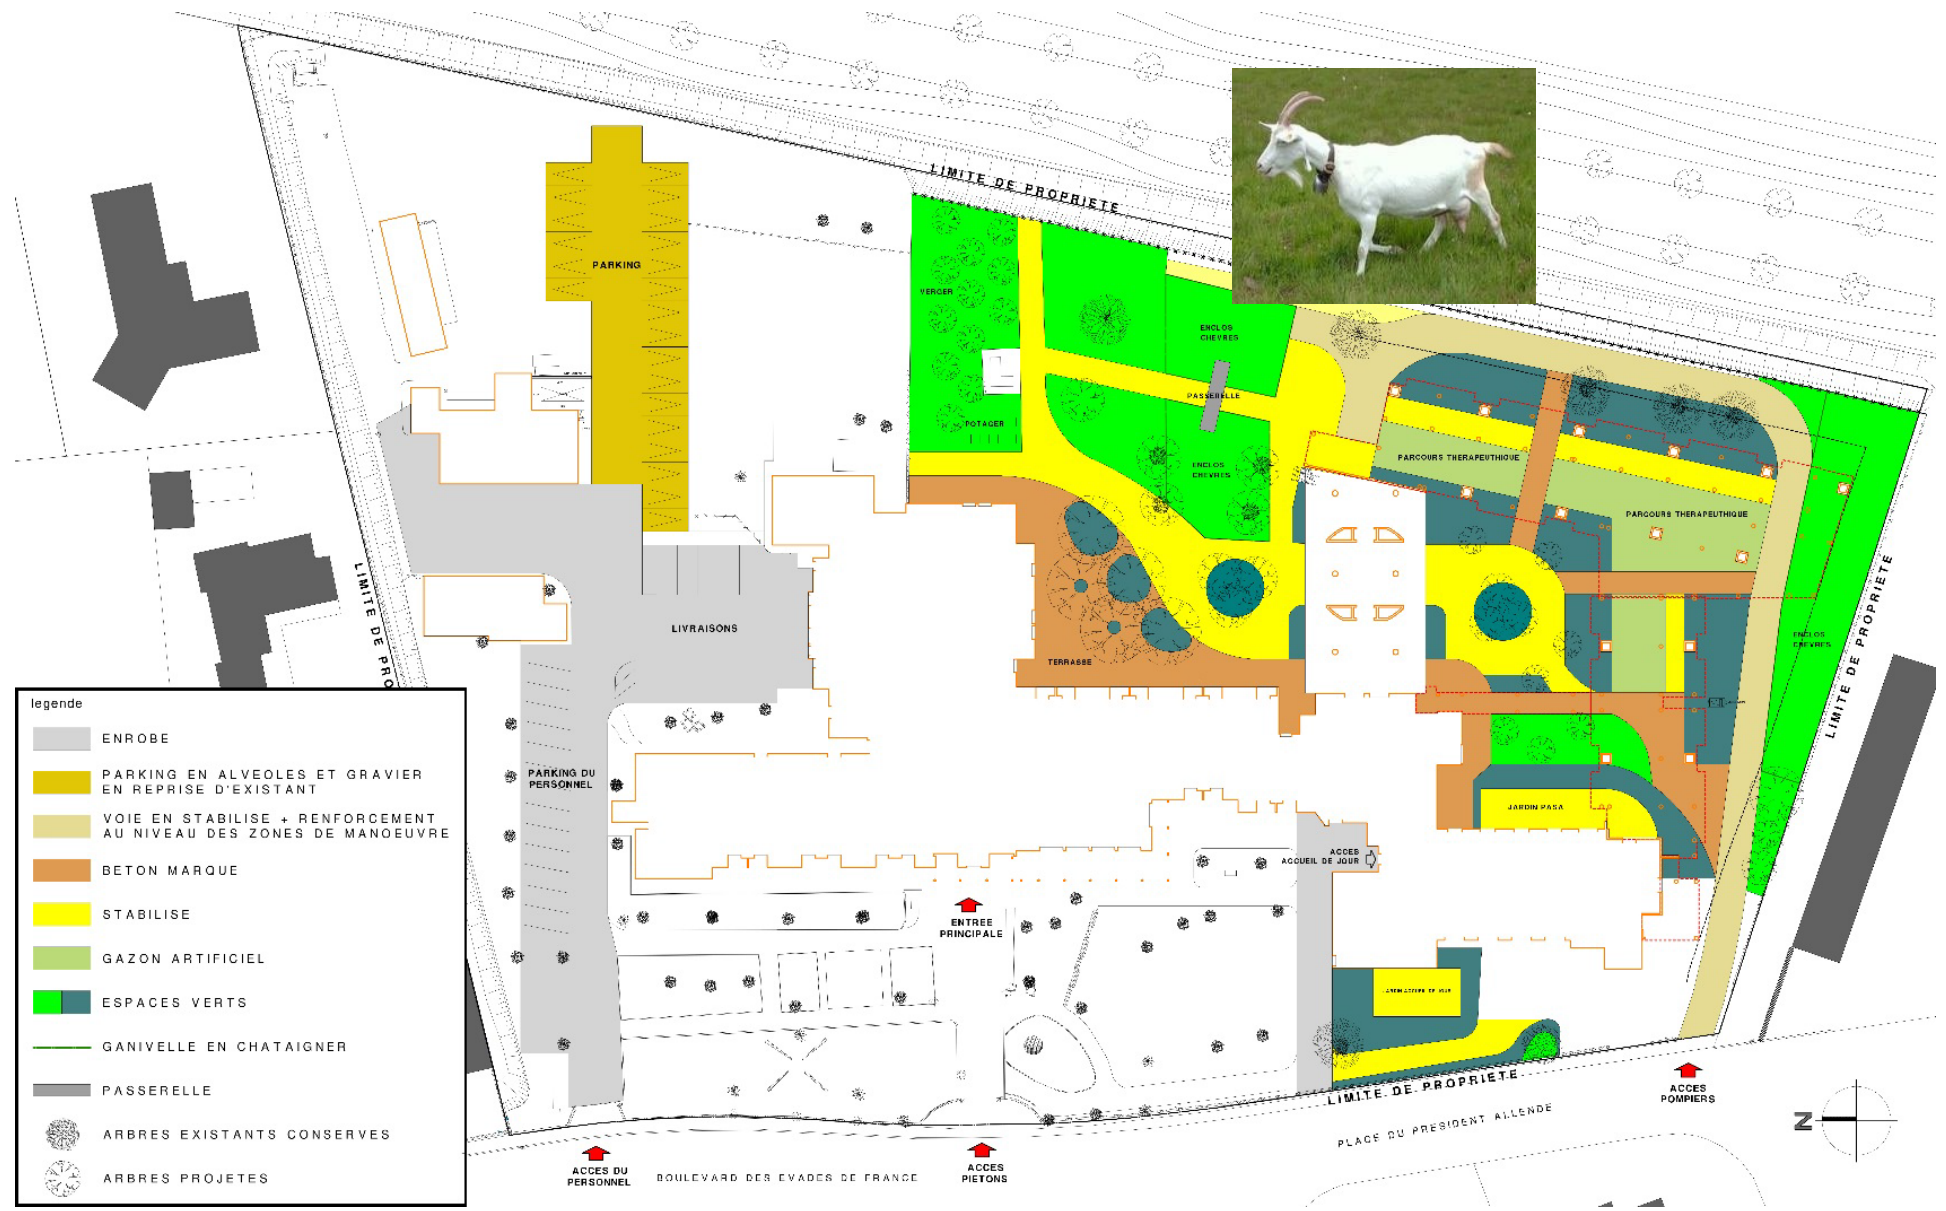 LIMITE DE PROPRIETE
PARKING
VERGER
ENCLOS
CHEVRES
PASSERELLE
POTAGER
ENCLOS
CHEVRES
PARCOURS THERAPEUTHIQUE
PARCOURS THERAPEUTHIQUE
LIMITE DE PRO
LIVRAISONS
TERRASSE
ENCLOS
CHEVRES
LIMITE DE PROPRIETE
PARKING DU
PERSONNEL
JARDIN PASA
ACCES
ACCUEIL DE JOUR
ENTREE
PRINCIPALE
JARDIN ACCUEIL DE JOUR
LIMITE DE PROPRIETE
ACCES
POMPIERS
PLACE DU PRESIDENT ALLENDE
Z
ACCES DU
PERSONNEL
BOULEVARD DES EVADES DE FRANCE
ACCES
PIETONS
legende
ENROBE
PARKING EN ALVEOLES ET GRAVIER
EN REPRISE D'EXISTANT
VOIE EN STABILISE + RENFORCEMENT
AU NIVEAU DES ZONES DE MANOEUVRE
BETON MARQUE
STABILISE
GAZON ARTIFICIEL
ESPACES VERTS
GANIVELLE EN CHATAIGNER
PASSERELLE
ARBRES EXISTANTS CONSERVES
ARBRES PROJETES